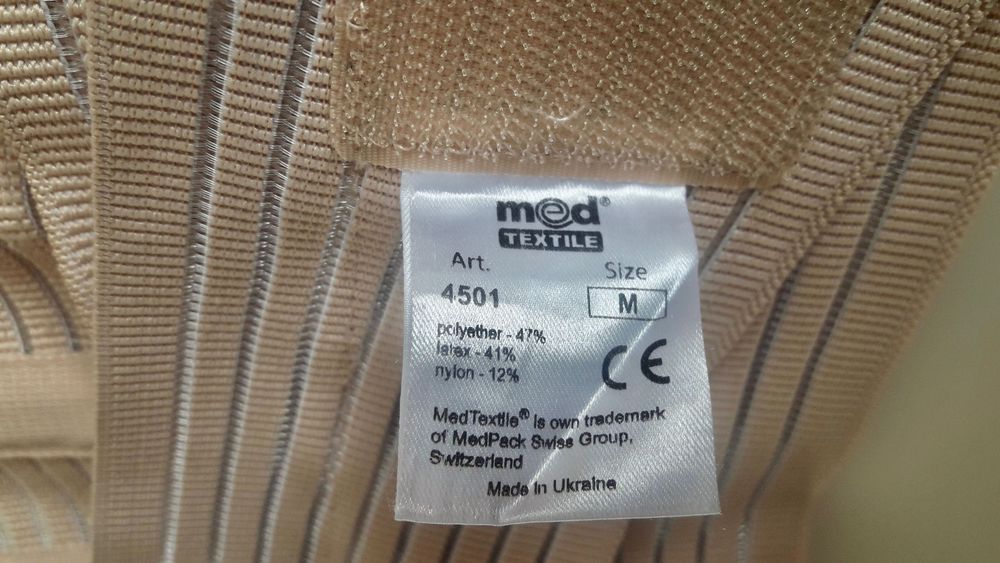 med®
TEXTILE
Art.
4501
Size
M
polyether - 47%
latex - 41%
nylon - 12%
CE
MedTextile® is own trademark
of MedPack Swiss Group,
Switzerland
Made in Ukraine